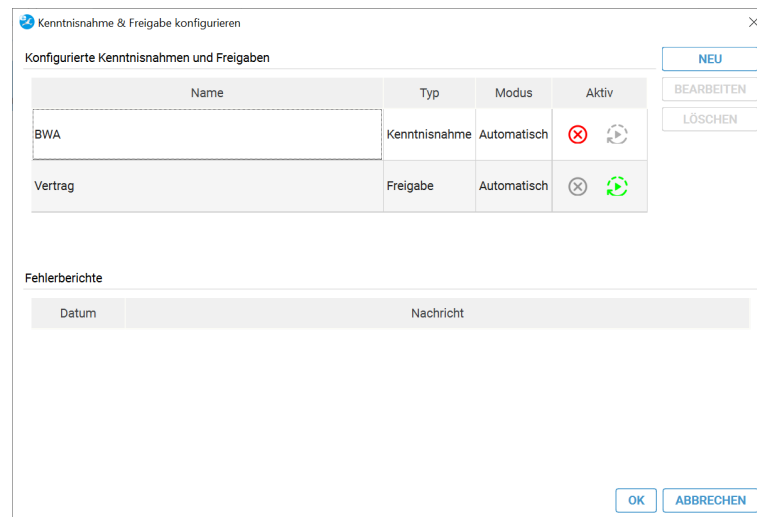 Kenntnisnahme & Freigabe konfigurieren
Konfigurierte Kenntnisnahmen und Freigaben
NEU
Name Typ Modus Aktiv
BEARBEITEN
LÖSCHEN
BWA Kenntnisnahme Automatisch
Vertrag Freigabe Automatisch
Fehlerberichte
Datum Nachricht
OK ABBRECHEN